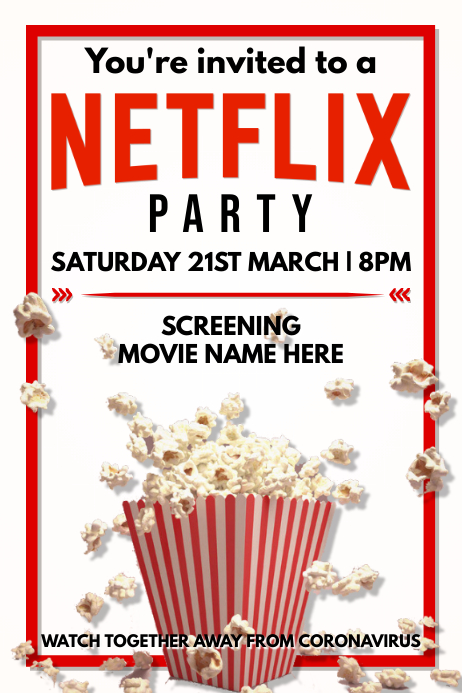 You're invited to a
NETFLIX
PARTY
SATURDAY 21ST MARCH | 8PM
SCREENING
MOVIE NAME HERE
WATCH TOGETHER AWAY FROM CORONAVIRUS